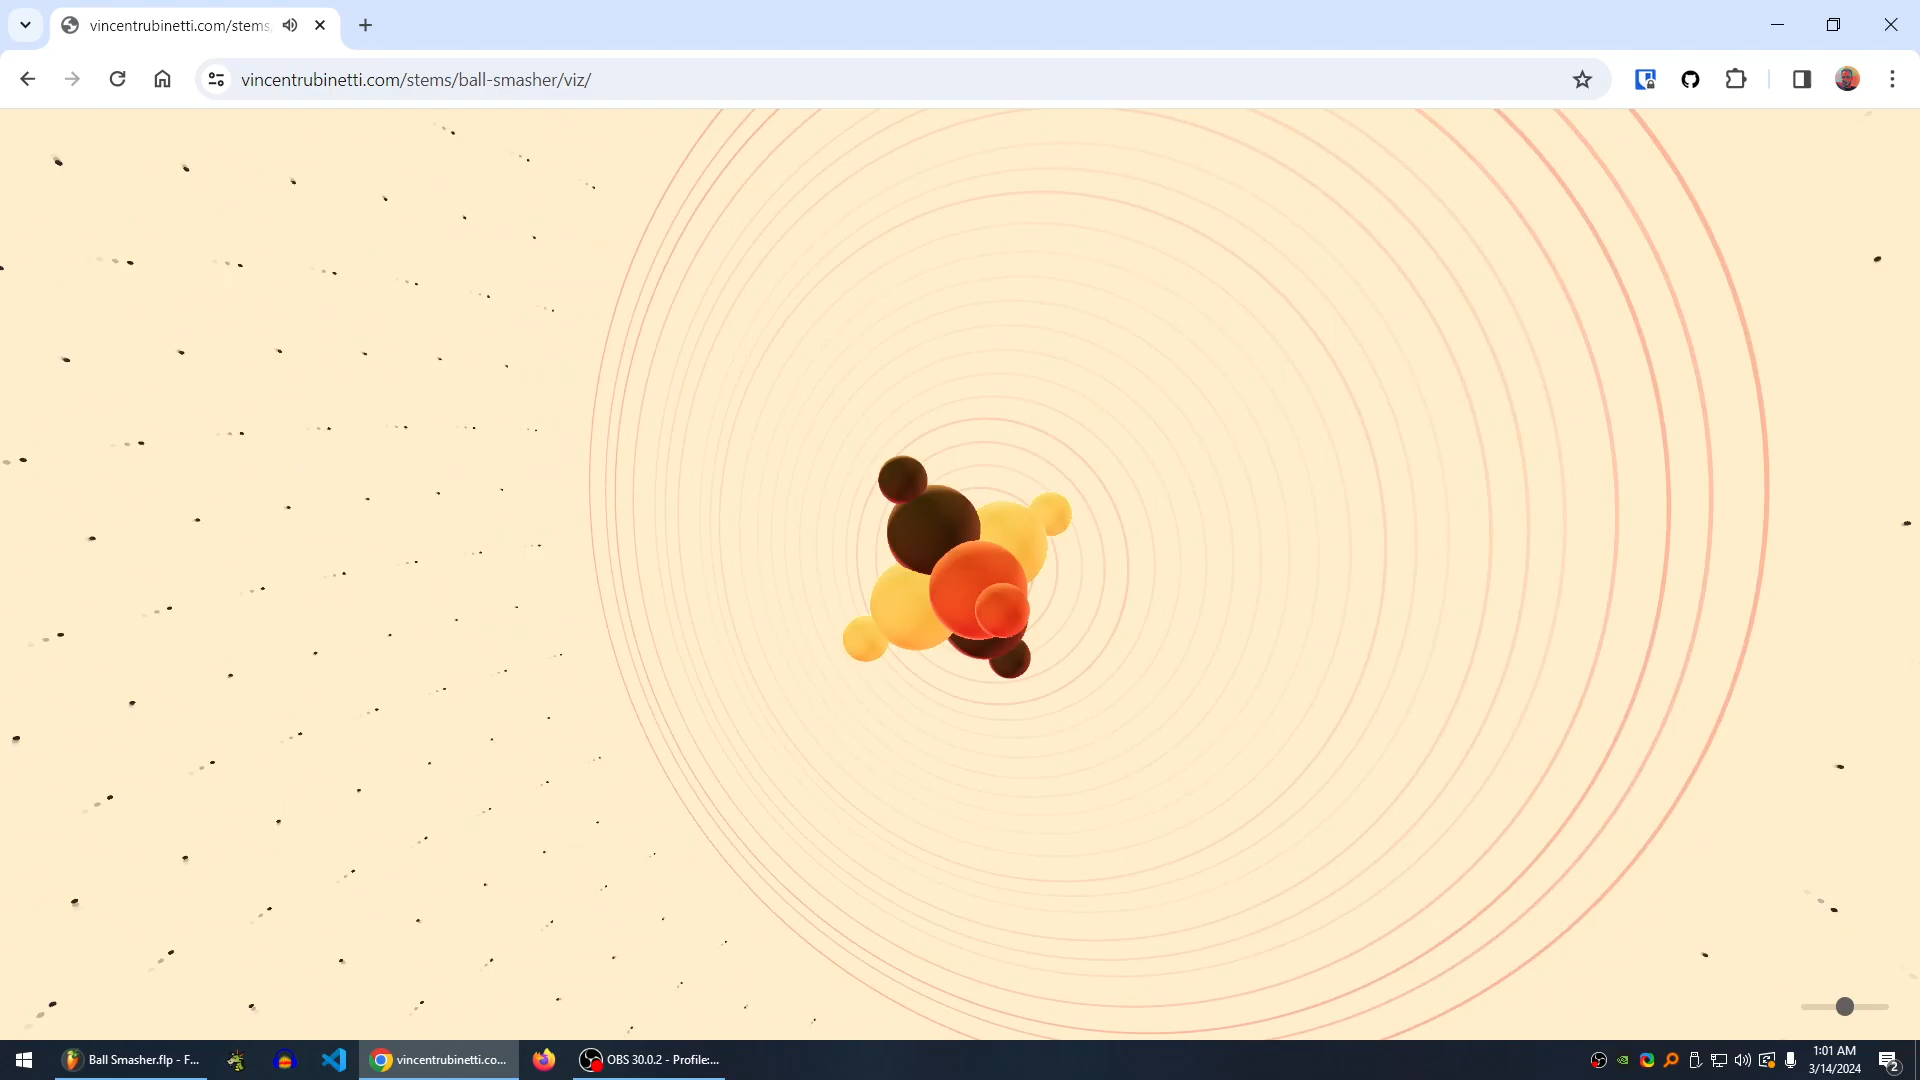 vincentrubinetti.com/stems
vincentrubinetti.com/stems/ball-smasher/viz/
Ball Smasher.flp - F...
vincentrubinetti.co...
OBS 30.0.2 - Profile:...
1:01 AM
3/14/2024
2